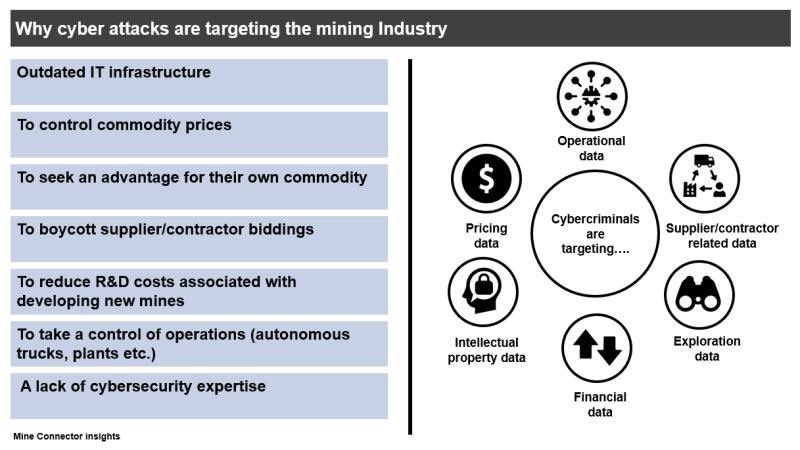 Why cyber attacks are targeting the mining Industry
Outdated IT infrastructure
To control commodity prices
To seek an advantage for their own commodity
To boycott supplier/contractor biddings
To reduce R&D costs associated with
developing new mines
To take a control of operations (autonomous
trucks, plants etc.)
A lack of cybersecurity expertise
Mine Connector insights
Operational
data
Pricing
data
Cybercriminals
are
targeting….
Supplier/contractor
related data
Intellectual
property data
Exploration
data
Financial
data
$